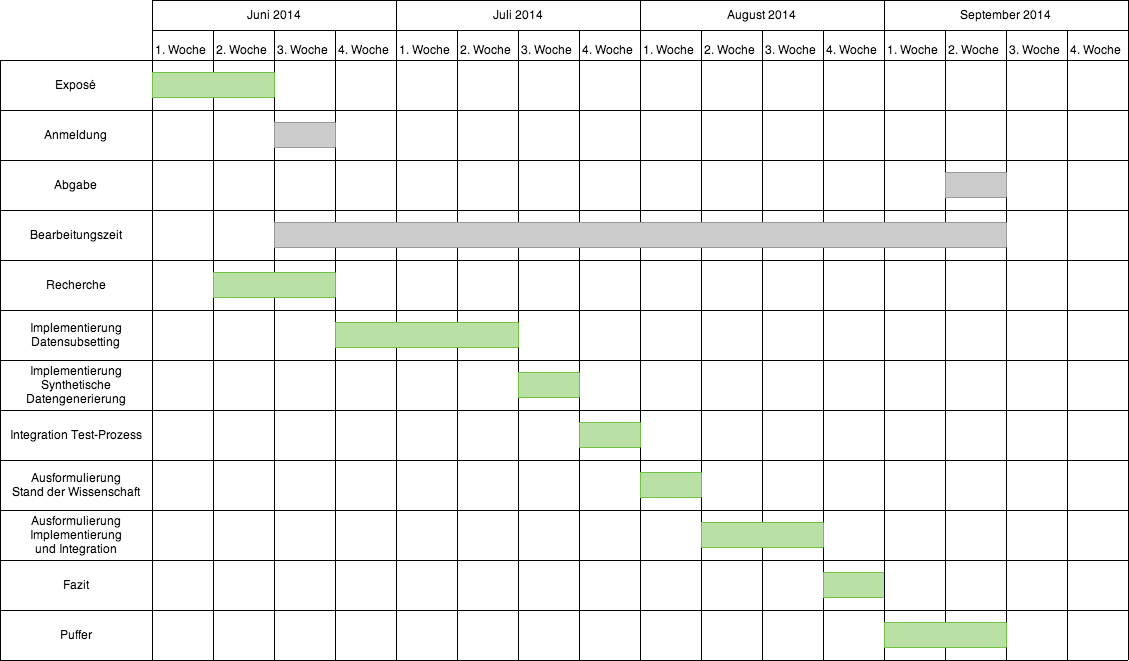 Juni 2014 Juli 2014 August 2014 September 2014
1. Woche 2. Woche 3. Woche 4. Woche 1. Woche 2. Woche 3. Woche 4. Woche 1. Woche 2. Woche 3. Woche 4. Woche 1. Woche 2. Woche 3. Woche 4. Woche
Exposé
Anmeldung
Abgabe
Bearbeitungszeit
Recherche
Implementierung
Datensubsetting
Implementierung
Synthetische
Datengenerierung
Integration Test-Prozess
Ausformulierung
Stand der Wissenschaft
Ausformulierung
Implementierung
und Integration
Fazit
Puffer